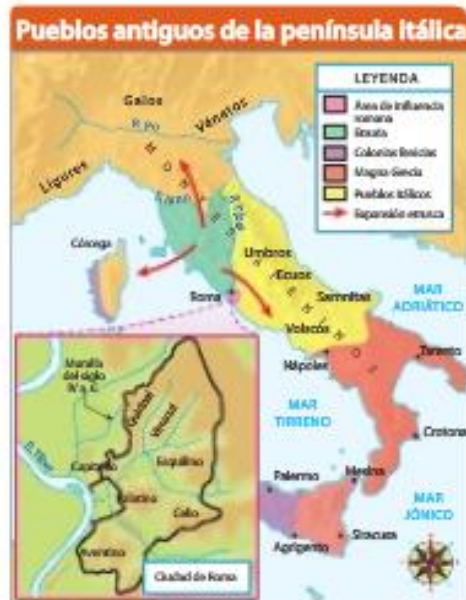 Pueblos antiguos de la península itálica
LEYENDA
Área de influencia
romana
Etruria
Colonias fenicias
Magna Grecia
Pueblos itálicos
Expansión etrusca
Galos
R. Po
Vénetos
Ligures
Córcega
Umbros
Ecuos
Samnitas
Roma
Volscos
MAR
ADRIÁTICO
Nápoles
Tarento
MAR
TIRRENO
Crotona
Palermo
Mesina
MAR
JÓNICO
Agrigento
Siracusa
Muralla
del siglo
IV a. C.
Quirinal
Viminal
Esquilino
R. Tíber
Capitolio
Palatino
Celio
Aventino
Ciudad de Roma